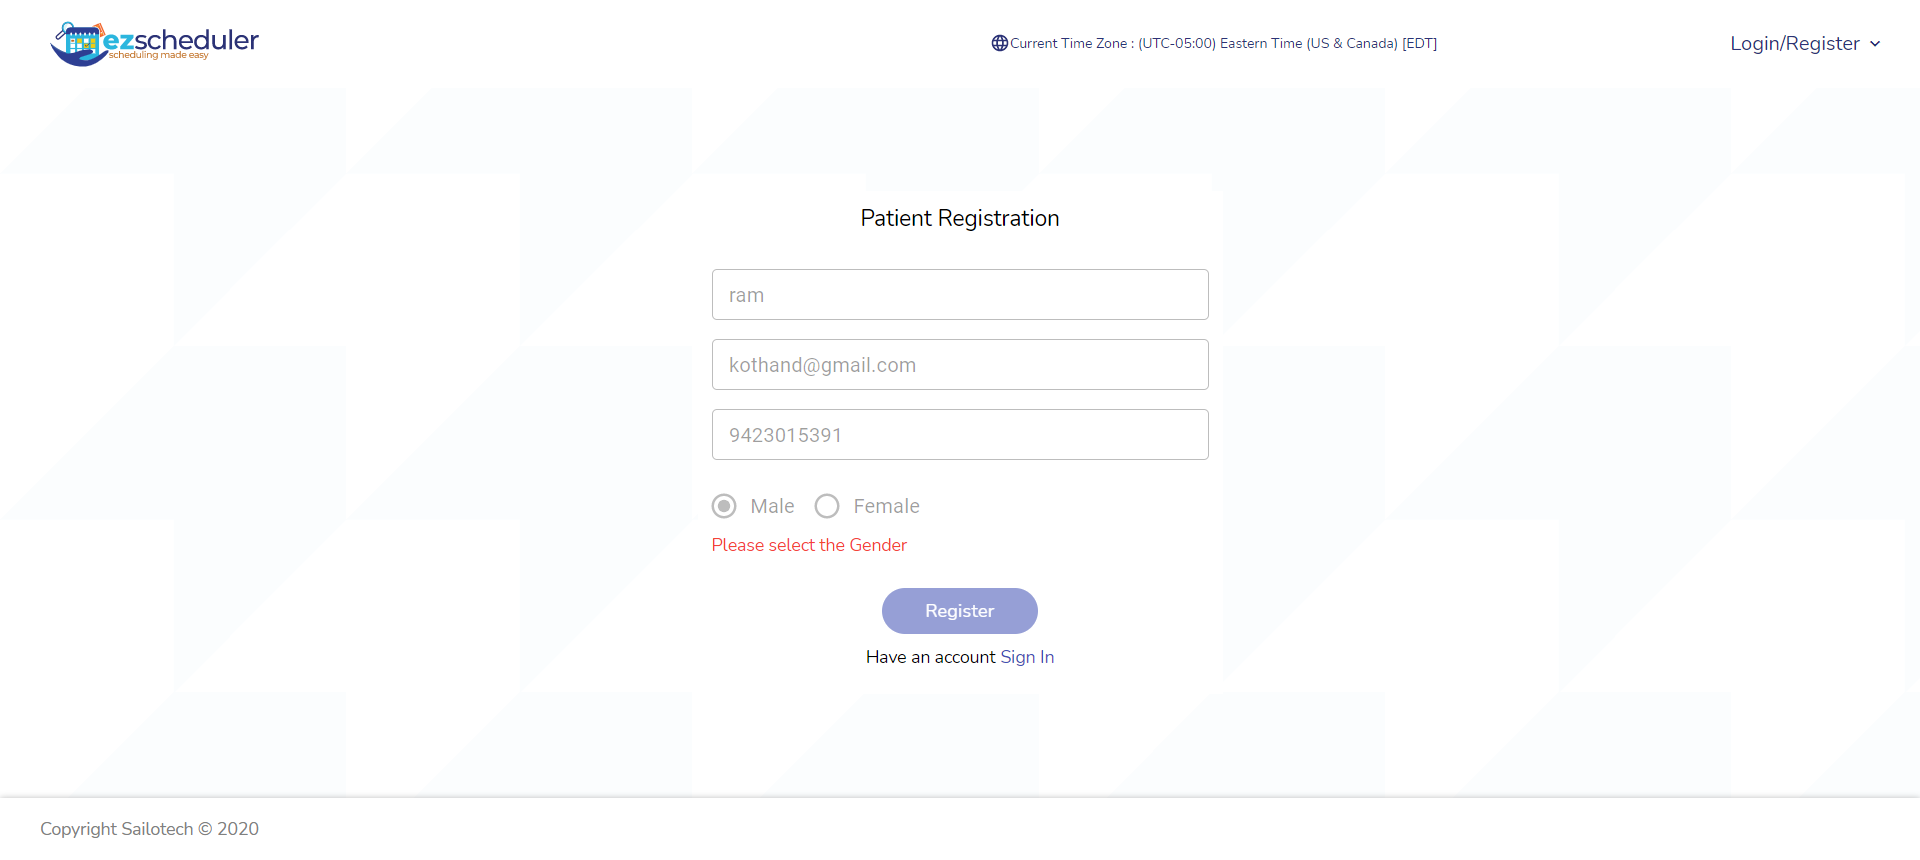 ezscheduler
scheduling made easy
Current Time Zone : (UTC-05:00) Eastern Time (US & Canada) [EDT]
Login/Register
Patient Registration
ram
kothand@gmail.com
9423015391
Male Female
Please select the Gender
Register
Have an account Sign In
Copyright Sailotech © 2020